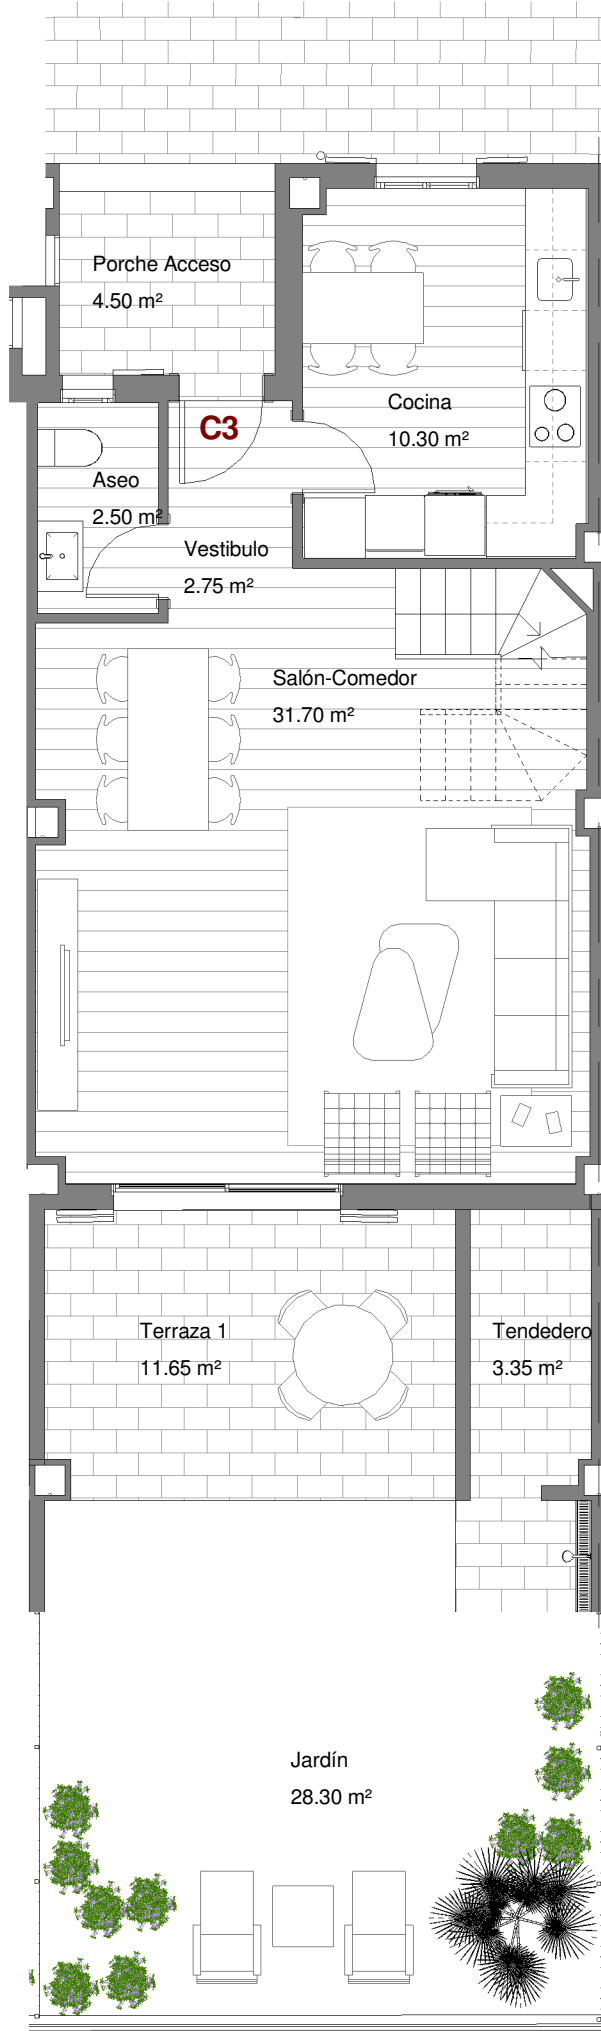 Porche Acceso
4.50 m²
Cocina
10.30 m²
C3
Aseo
2.50 m²
Vestibulo
2.75 m²
Salón-Comedor
31.70 m²
Terraza 1
11.65 m²
Tendedero
3.35 m²
Jardín
28.30 m²